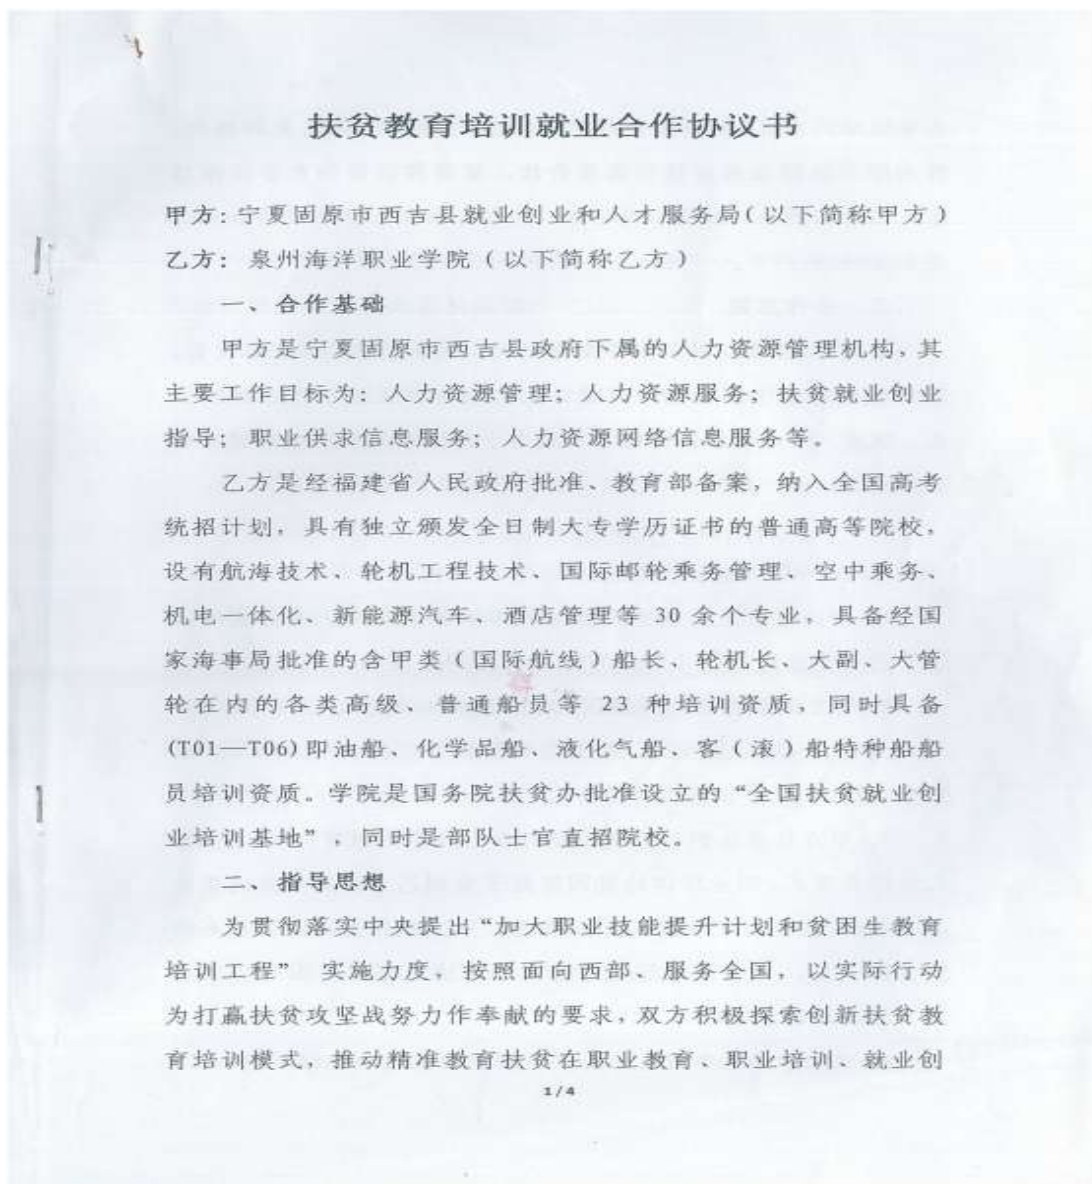 扶贫教育培训就业合作协议书
甲方：宁夏固原市西吉县就业创业和人才服务局（以下简称甲方）
乙方： 泉州海洋职业学院（以下简称乙方）
一、合作基础
甲方是宁夏固原市西吉县政府下属的人力资源管理机构，其
主要工作目标为：人力资源管理；人力资源服务；扶贫就业创业
指导；职业供求信息服务；人力资源网络信息服务等。
乙方是经福建省人民政府批准、教育部备案，纳入全国高考
统招计划，具有独立颁发全日制大专学历证书的普通高等院校，
设有航海技术、轮机工程技术、国际邮轮乘务管理、空中乘务、
机电一体化、新能源汽车、酒店管理等 30 余个专业，具备经国
家海事局批准的含甲类（国际航线）船长、轮机长、大副、大管
轮在内的各类高级、普通船员等 23 种培训资质，同时具备
(T01—T06)即油船、化学品船、液化气船、客（滚）船特种船船
员培训资质。学院是国务院扶贫办批准设立的“全国扶贫就业创
业培训基地”，同时是部队士官直招院校。
二、指导思想
为贯彻落实中央提出“加大职业技能提升计划和贫困生教育
培训工程” 实施力度，按照面向西部、服务全国，以实际行动
为打赢扶贫攻坚战努力作奉献的要求，双方积极探索创新扶贫教
育培训模式，推动精准教育扶贫在职业教育、职业培训、就业创
1/4